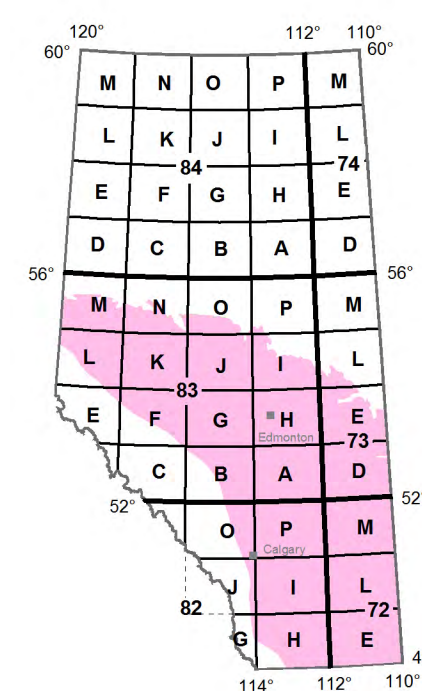 120° 112° 110°
60° 60°
M N O P M
L K J I L
84 74
E F G H E
D C B A D
56° 56°
M N O P M
L K J I L
83
E F G H E
Edmonton
73
C B A D
52° 52
O P M
Calgary
J I L
82 72
G H E
4
114° 112° 110°